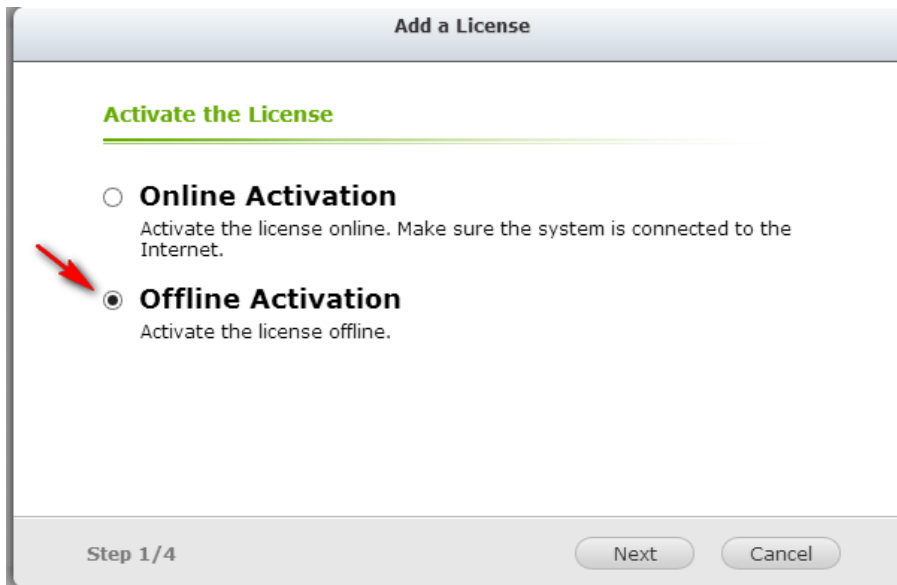 Add a License
Activate the License
Online Activation
Activate the license online. Make sure the system is connected to the
Internet.
Offline Activation
Activate the license offline.
Step 1/4
Next
Cancel